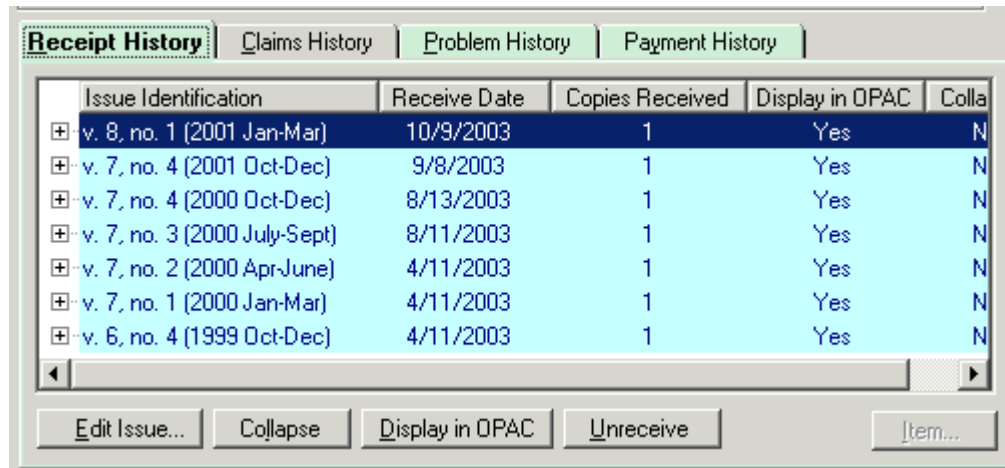 Receipt History Claims History Problem History Payment History
Issue Identification Receive Date Copies Received Display in OPAC Colla
v. 8, no. 1 (2001 Jan-Mar) 10/9/2003 1 Yes N
v. 7, no. 4 (2001 Oct-Dec) 9/8/2003 1 Yes N
v. 7, no. 4 (2000 Oct-Dec) 8/13/2003 1 Yes N
v. 7, no. 3 (2000 July-Sept) 8/11/2003 1 Yes N
v. 7, no. 2 (2000 Apr-June) 4/11/2003 1 Yes N
v. 7, no. 1 (2000 Jan-Mar) 4/11/2003 1 Yes N
v. 6, no. 4 (1999 Oct-Dec) 4/11/2003 1 Yes N
Edit Issue... Collapse Display in OPAC Unreceive Item...